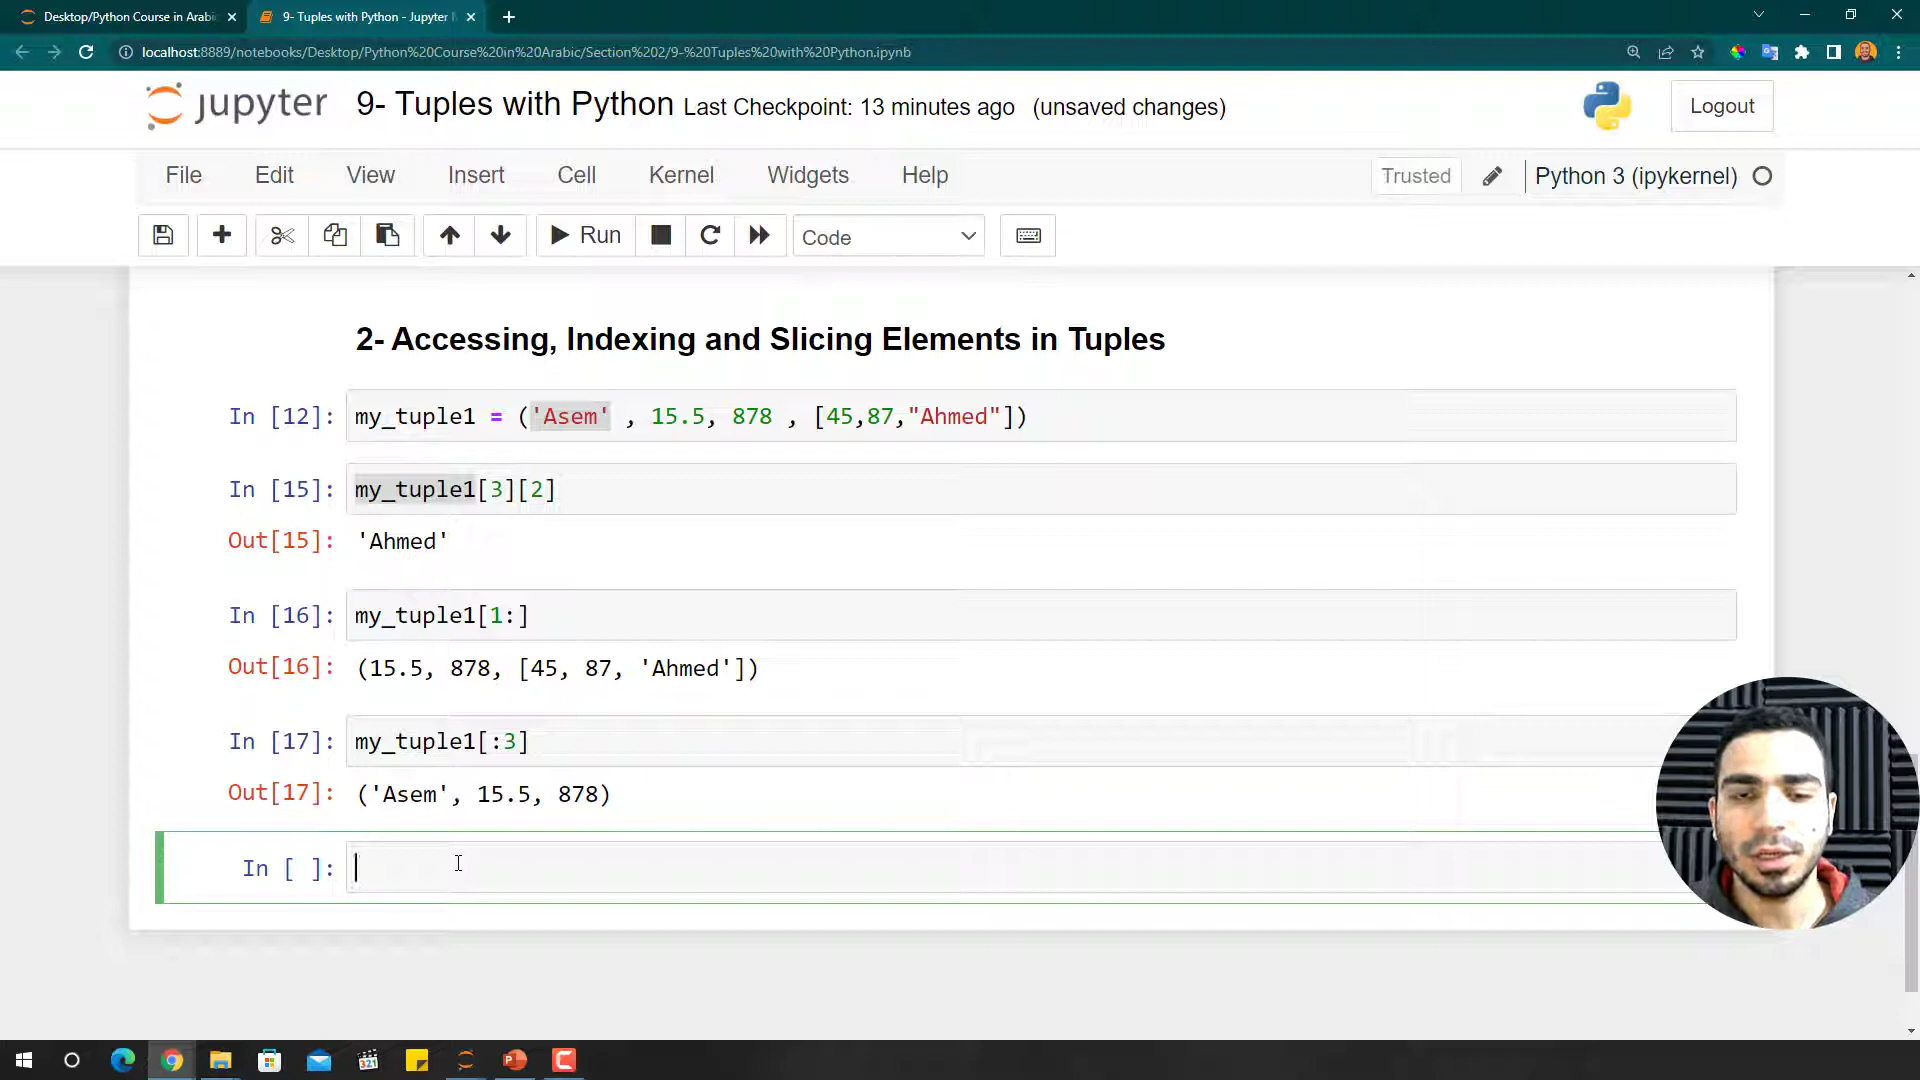 Desktop/Python Course in Arabic
9- Tuples with Python - Jupyter
localhost:8889/notebooks/Desktop/Python%20Course%20in%20Arabic/Section%202/9-%20Tuples%20with%20Python.ipynb
jupyter 9- Tuples with Python Last Checkpoint: 13 minutes ago (unsaved changes)
Logout
File Edit View Insert Cell Kernel Widgets Help
Trusted
Python 3 (ipykernel)
Run
Code
2- Accessing, Indexing and Slicing Elements in Tuples
In [12]: my_tuple1 = ('Asem' , 15.5, 878 , [45,87,"Ahmed"])
In [15]: my_tuple1[3][2]
Out[15]: 'Ahmed'
In [16]: my_tuple1[1:]
Out[16]: (15.5, 878, [45, 87, 'Ahmed'])
In [17]: my_tuple1[:3]
Out[17]: ('Asem', 15.5, 878)
In [ ]:
321